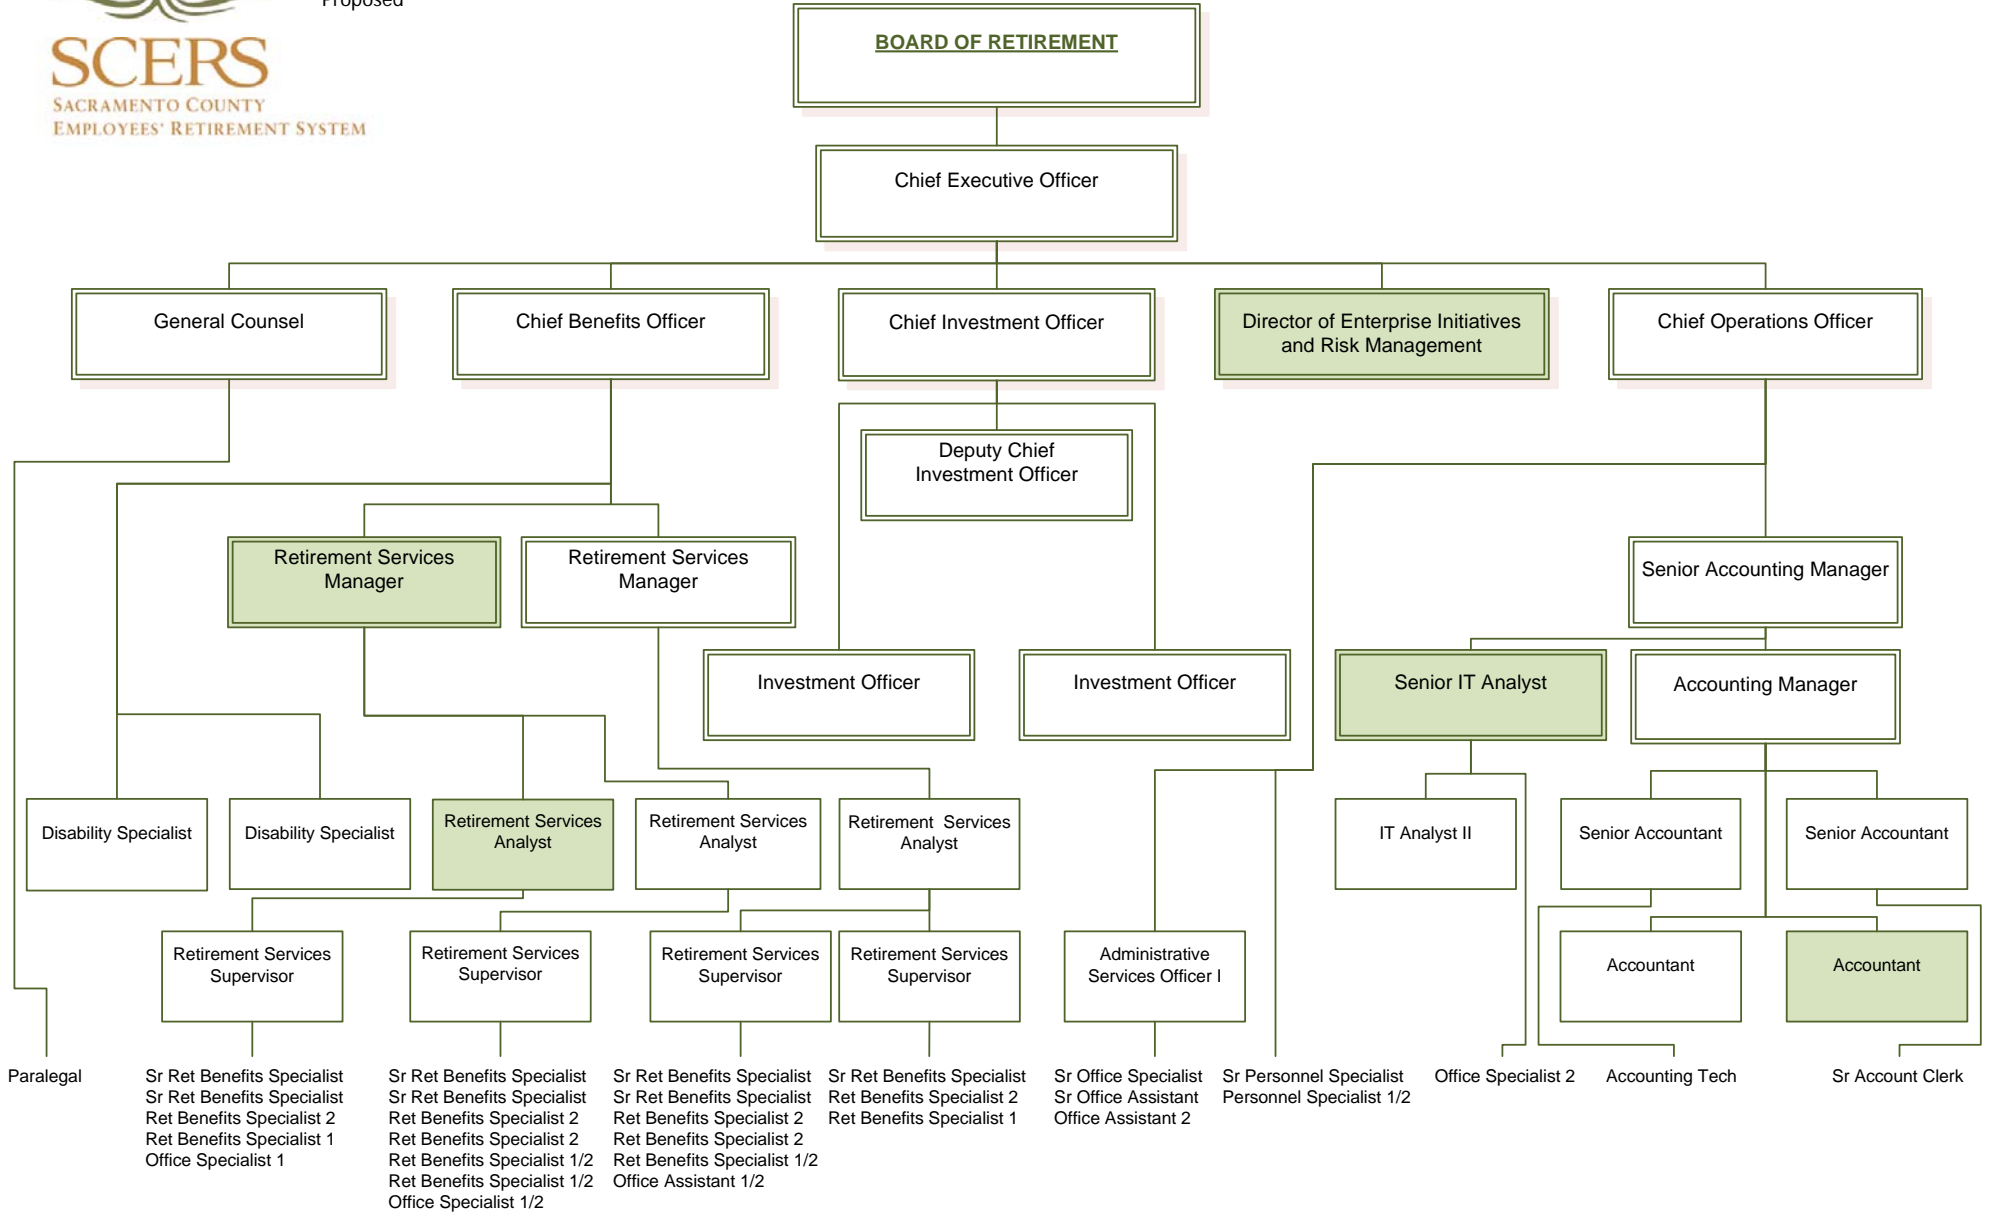 Proposed
SCERS
SACRAMENTO COUNTY
EMPLOYEES' RETIREMENT SYSTEM
BOARD OF RETIREMENT
Chief Executive Officer
General Counsel
Chief Benefits Officer
Chief Investment Officer
Director of Enterprise Initiatives
and Risk Management
Chief Operations Officer
Deputy Chief
Investment Officer
Retirement Services
Manager
Retirement Services
Manager
Senior Accounting Manager
Investment Officer
Investment Officer
Senior IT Analyst
Accounting Manager
Disability Specialist
Disability Specialist
Retirement Services
Analyst
Retirement Services
Analyst
Retirement Services
Analyst
IT Analyst II
Senior Accountant
Senior Accountant
Retirement Services
Supervisor
Retirement Services
Supervisor
Retirement Services
Supervisor
Retirement Services
Supervisor
Administrative
Services Officer I
Accountant
Accountant
Paralegal
Sr Ret Benefits Specialist
Sr Ret Benefits Specialist
Ret Benefits Specialist 2
Ret Benefits Specialist 1
Office Specialist 1
Sr Ret Benefits Specialist
Sr Ret Benefits Specialist
Ret Benefits Specialist 2
Ret Benefits Specialist 2
Ret Benefits Specialist 1/2
Ret Benefits Specialist 1/2
Office Specialist 1/2
Sr Ret Benefits Specialist
Sr Ret Benefits Specialist
Ret Benefits Specialist 2
Ret Benefits Specialist 2
Ret Benefits Specialist 1/2
Office Assistant 1/2
Sr Ret Benefits Specialist
Ret Benefits Specialist 2
Ret Benefits Specialist 1
Sr Office Specialist
Sr Office Assistant
Office Assistant 2
Sr Personnel Specialist
Personnel Specialist 1/2
Office Specialist 2
Accounting Tech
Sr Account Clerk